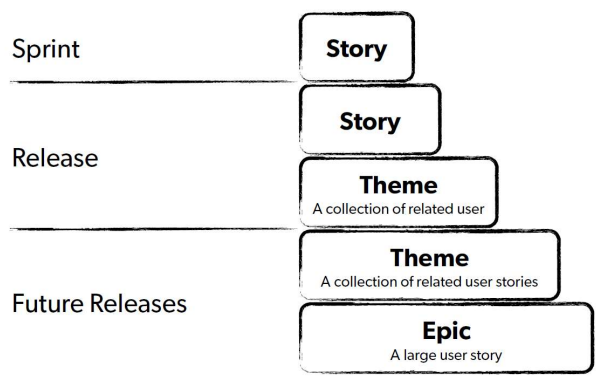 Sprint
Story
Story
Release
Theme
A collection of related user
Theme
A collection of related user stories
Future Releases
Epic
A large user story